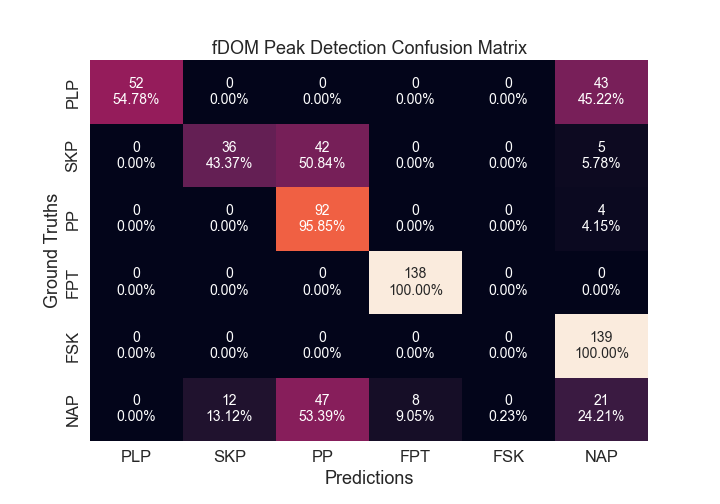 fDOM Peak Detection Confusion Matrix
Ground Truths
PLP
52 0 0 0 0 43
54.78% 0.00% 0.00% 0.00% 0.00% 45.22%
SKP
0 36 42 0 0 5
0.00% 43.37% 50.84% 0.00% 0.00% 5.78%
PP
0 0 92 0 0 4
0.00% 0.00% 95.85% 0.00% 0.00% 4.15%
FPT
0 0 0 138 0 0
0.00% 0.00% 0.00% 100.00% 0.00% 0.00%
FSK
0 0 0 0 0 139
0.00% 0.00% 0.00% 0.00% 0.00% 100.00%
NAP
0 12 47 8 0 21
0.00% 13.12% 53.39% 9.05% 0.23% 24.21%
PLP SKP PP FPT FSK NAP
Predictions